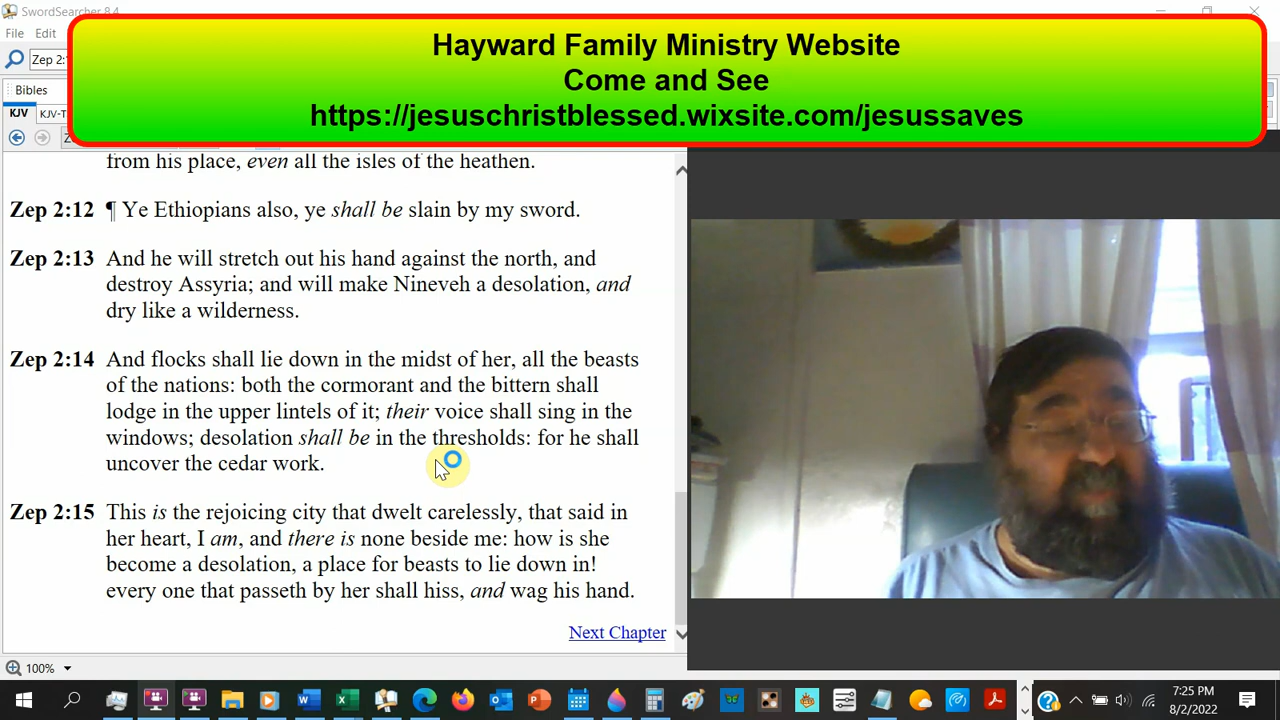 SwordSearcher 8.4
Hayward Family Ministry Website
Come and See
https://jesuschristblessed.wixsite.com/jesussaves
File Edit
Zep 2:
Bibles
KJV KJV-T
from his place, even all the isles of the heathen.
Zep 2:12 ¶ Ye Ethiopians also, ye shall be slain by my sword.
Zep 2:13 And he will stretch out his hand against the north, and
destroy Assyria; and will make Nineveh a desolation, and
dry like a wilderness.
Zep 2:14 And flocks shall lie down in the midst of her, all the beasts
of the nations: both the cormorant and the bittern shall
lodge in the upper lintels of it; their voice shall sing in the
windows; desolation shall be in the thresholds: for he shall
uncover the cedar work.
Zep 2:15 This is the rejoicing city that dwelt carelessly, that said in
her heart, I am, and there is none beside me: how is she
become a desolation, a place for beasts to lie down in!
every one that passeth by her shall hiss, and wag his hand.
Next Chapter
100%
7:25 PM
8/2/2022